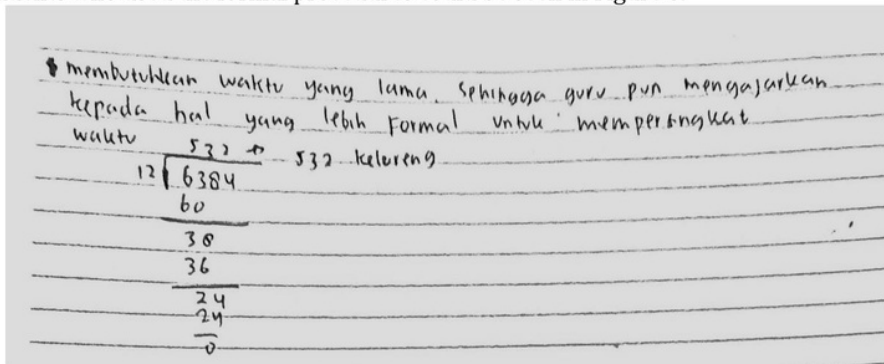 membutuhkan waktu yang lama. Sehingga guru pun mengajarkan
kepada hal yang lebih Formal untuk mempersingkat
waktu
532 → 532 kelereng
12 6384
60
38
36
24
24
0